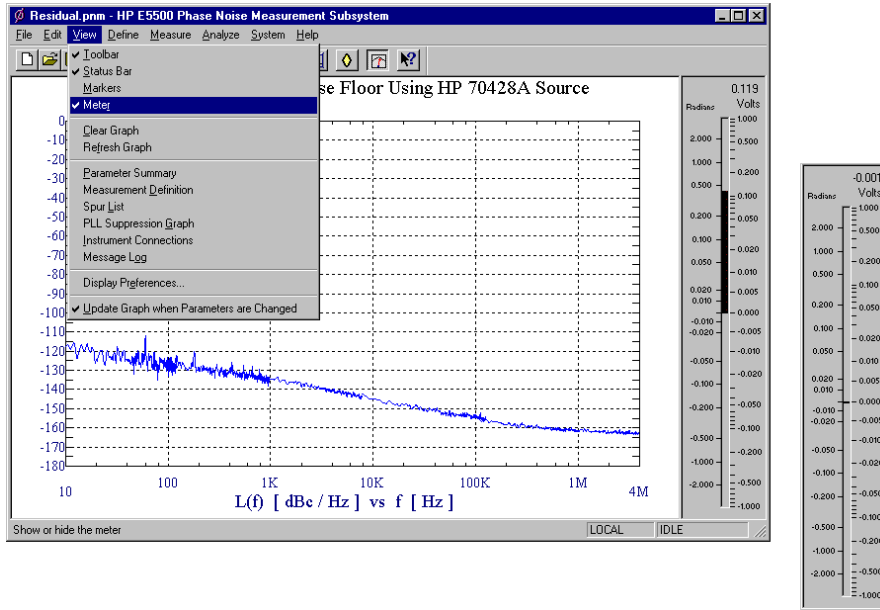 Residual.pnm - HP E5500 Phase Noise Measurement Subsystem
File Edit View Define Measure Analyze System Help
Toolbar
Status Bar
Markers
Meter
Clear Graph
Refresh Graph
Parameter Summary
Measurement Definition
Spur List
PLL Suppression Graph
Instrument Connections
Message Log
Display Preferences...
Update Graph when Parameters are Changed
se Floor Using HP 70428A Source
0
-10
-20
-30
-40
-50
-60
-70
-80
-90
-100
-110
-120
-130
-140
-150
-160
-170
-180
10 100 1K 10K 100K 1M 4M
L(f) [ dBc / Hz ] vs f [ Hz ]
0.119
Radians Volts
1.000
2.000 0.500
1.000 0.200
0.500 0.100
0.200 0.050
0.100 0.020
0.050 0.010
0.020 0.005
0.010 0.000
-0.010 -0.005
-0.020 -0.010
-0.050 -0.020
-0.100 -0.050
-0.200 -0.100
-0.500 -0.200
-1.000 -0.500
-2.000 -1.000
Show or hide the meter LOCAL IDLE
-0.001
Radians Volts
1.000
2.000 0.500
1.000 0.200
0.500 0.100
0.200 0.050
0.100 0.020
0.050 0.010
0.020 0.005
0.010 0.000
-0.010 -0.005
-0.020 -0.010
-0.050 -0.020
-0.100 -0.050
-0.200 -0.100
-0.500 -0.200
-1.000 -0.500
-2.000 -1.000